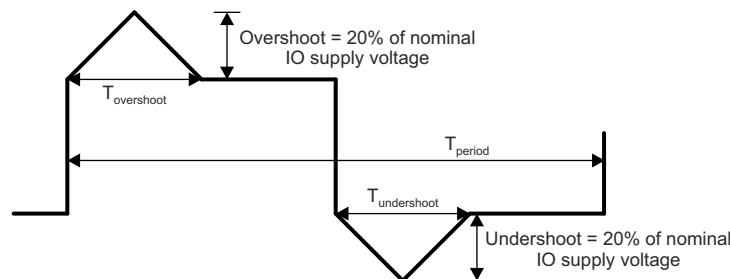 Overshoot = 20% of nominal
IO supply voltage
Tovershoot
Tperiod
Tundershoot
Undershoot = 20% of nominal
IO supply voltage